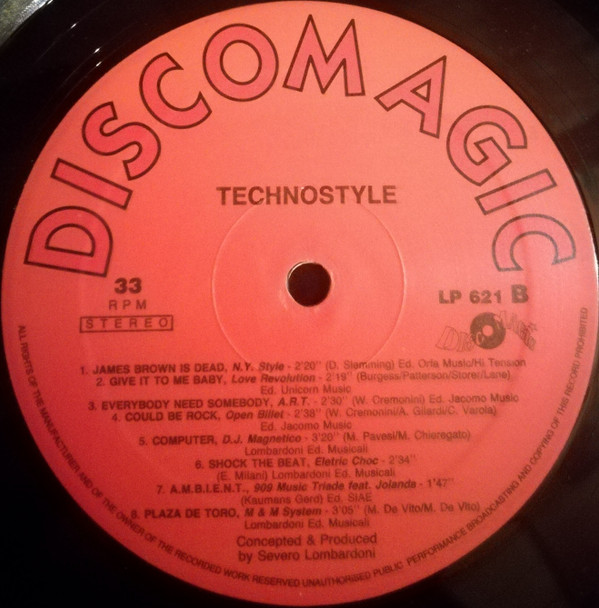 DISCOMAGIC
TECHNOSTYLE
33
RPM
STEREO
LP 621 B
1. JAMES BROWN IS DEAD, N.Y. Style - 2'20" (D. Slamming) Ed. Orfa Music/Hi Tension
2. GIVE IT TO ME BABY, Love Revolution - 2'19" (Burgess/Patterson/Storer/Lane)
Ed. Unicorn Music
3. EVERYBODY NEED SOMEBODY, A.R.T. - 2'30" (W. Cremonini) Ed. Jacomo Music
4. COULD BE ROCK, Open Billet - 2'38" (W. Cremonini/A. Gilardi/C. Varola)
Ed. Jacomo Music
5. COMPUTER, D.J. Magnetico - 3'20" (M. Pavesi/M. Chieregato)
Lombardoni Ed. Musicali
6. SHOCK THE BEAT, Eletric Choc - 2'34"
(E. Milani) Lombardoni Ed. Musicali
7. A.M.B.I.E.N.T., 909 Music Triade feat. Jolanda - 1'47"
(Kaumans Gerd) Ed. SIAE
8. PLAZA DE TORO, M & M System - 3'05" (M. De Vito/M. De Vito)
Lombardoni Ed. Musicali
Concepted & Produced
by Severo Lombardoni
ALL RIGHTS OF THE MANUFACTURER AND OF THE OWNER OF THE RECORDED WORK RESERVED UNAUTHORISED PUBLIC PERFORMANCE BROADCASTING AND COPYING OF THIS RECORD PROHIBITED